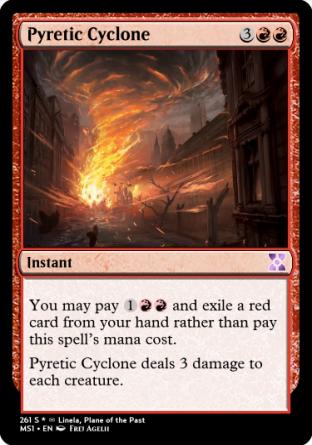 Pyretic Cyclone 3
Instant
You may pay 1 and exile a red
card from your hand rather than pay
this spell's mana cost.
Pyretic Cyclone deals 3 damage to
each creature.
261 S * ∞ Linela, Plane of the Past
MS1 • EN Frej Agelii